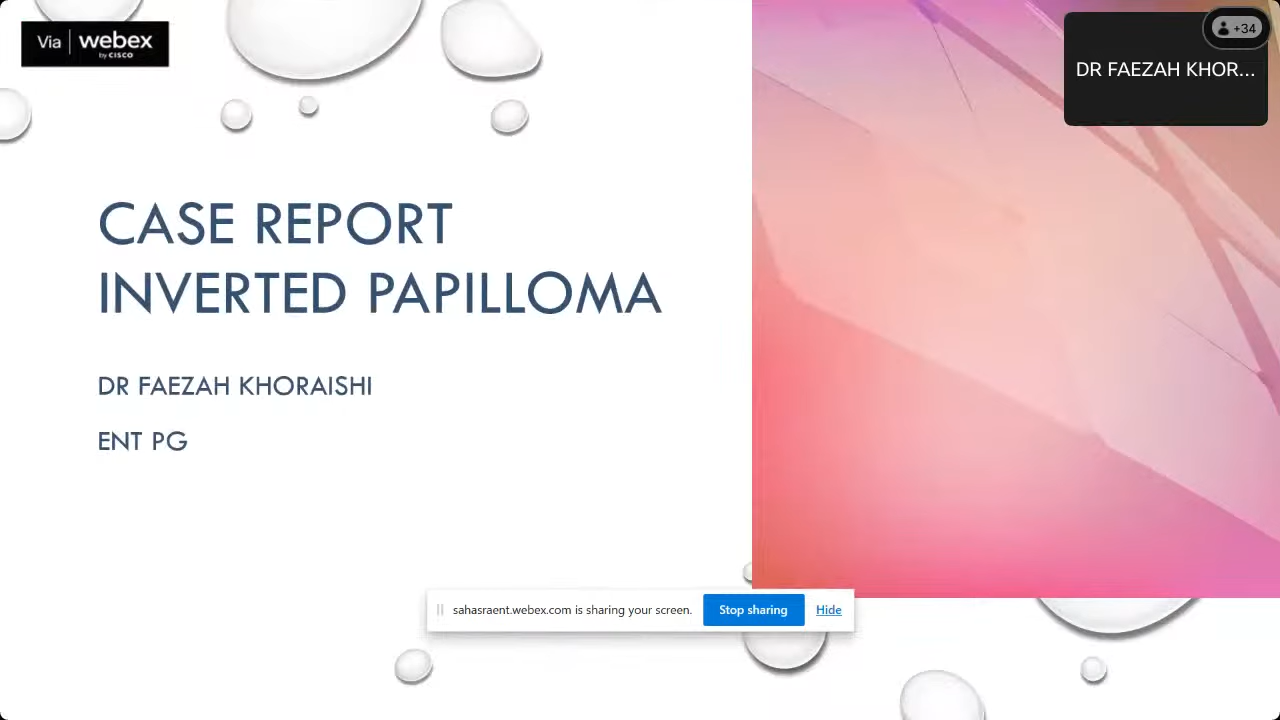 Via | webex
by CISCO
+34
DR FAEZAH KHOR...
CASE REPORT
INVERTED PAPILLOMA
DR FAEZAH KHORAISHI
ENT PG
sahasraent.webex.com is sharing your screen. Stop sharing Hide